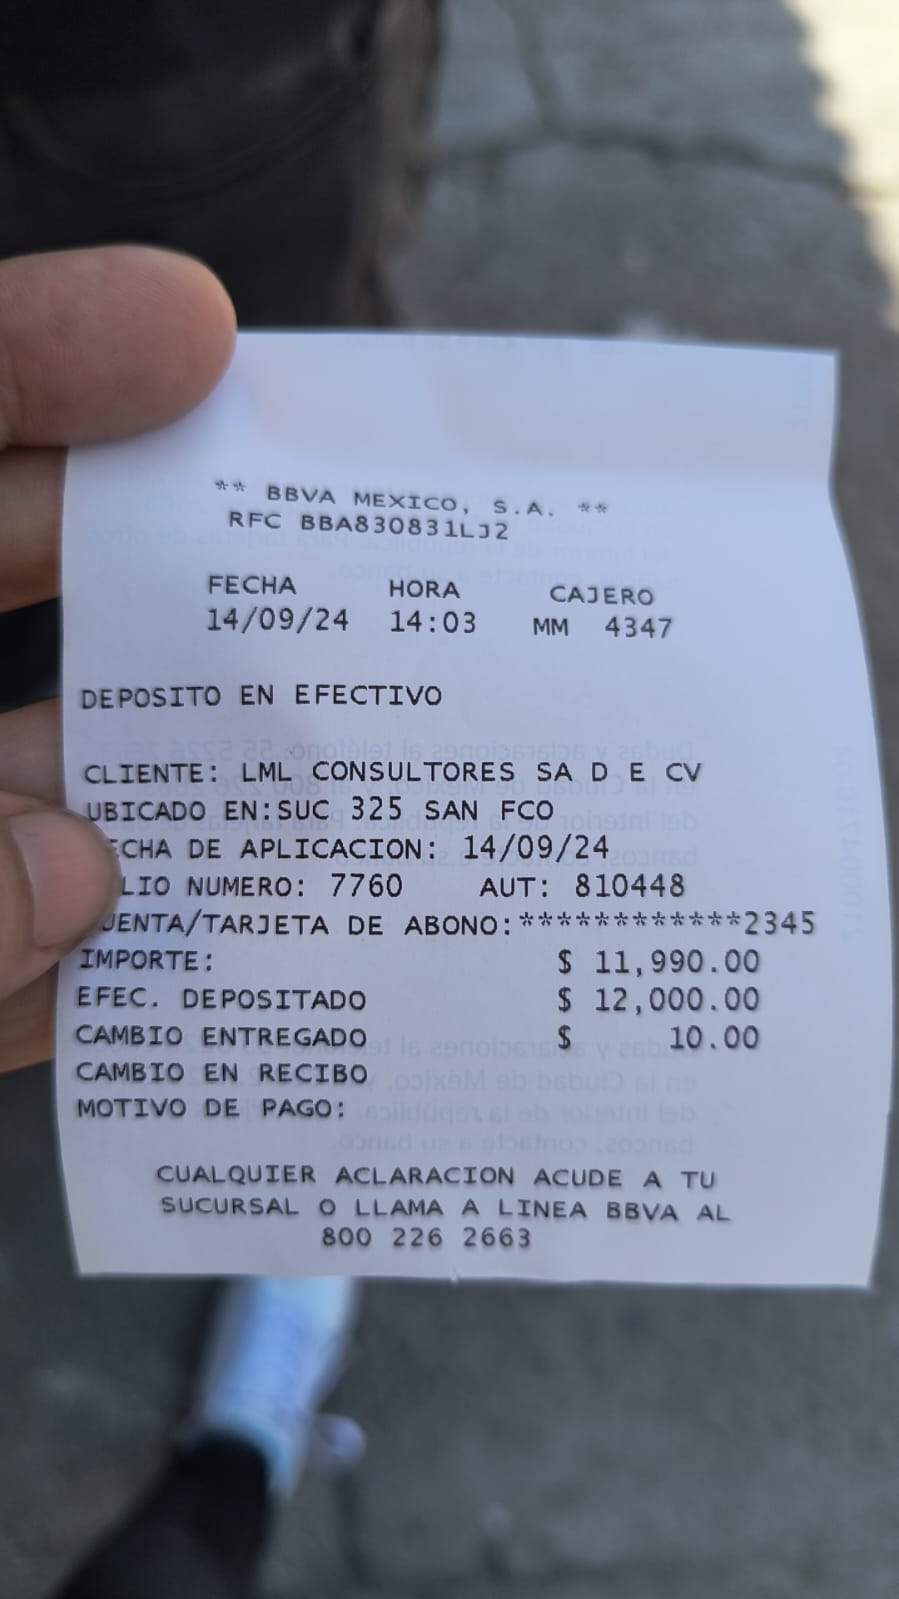 ** BBVA MEXICO, S.A. **
RFC BBA830831LJ2
FECHA HORA CAJERO
14/09/24 14:03 MM 4347
DEPOSITO EN EFECTIVO
CLIENTE: LML CONSULTORES SA D E CV
UBICADO EN:SUC 325 SAN FCO
ECHA DE APLICACION: 14/09/24
LIO NUMERO: 7760 AUT: 810448
UENTA/TARJETA DE ABONO:************2345
IMPORTE: $ 11,990.00
EFEC. DEPOSITADO $ 12,000.00
CAMBIO ENTREGADO $ 10.00
CAMBIO EN RECIBO
MOTIVO DE PAGO:
CUALQUIER ACLARACION ACUDE A TU
SUCURSAL O LLAMA A LINEA BBVA AL
800 226 2663